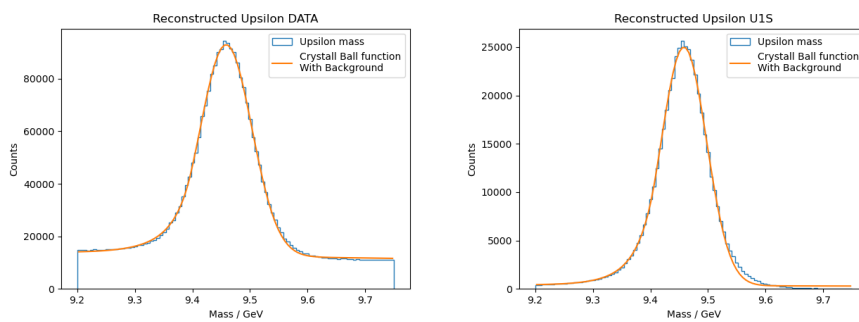 Reconstructed Upsilon DATA
Upsilon mass
Crystall Ball function
With Background
Counts
80000
60000
40000
20000
0
9.2 9.3 9.4 9.5 9.6 9.7
Mass / GeV
Reconstructed Upsilon U1S
Upsilon mass
Crystall Ball function
With Background
Counts
25000
20000
15000
10000
5000
0
9.2 9.3 9.4 9.5 9.6 9.7
Mass / GeV